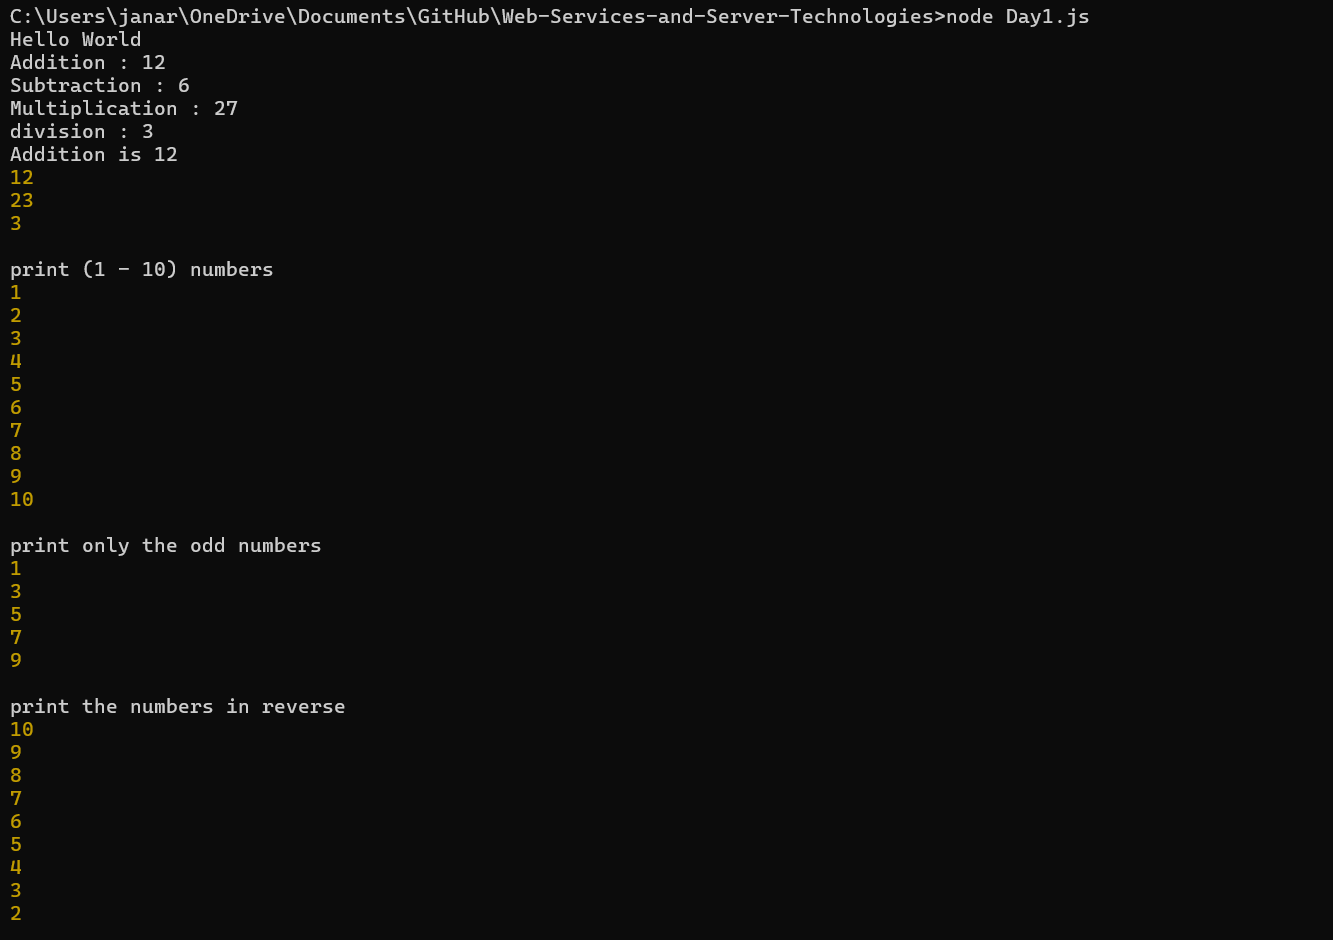 C:\Users\janar\OneDrive\Documents\GitHub\Web-Services-and-Server-Technologies>node Day1.js
Hello World
Addition : 12
Subtraction : 6
Multiplication : 27
division : 3
Addition is 12
12
23
3
print (1 - 10) numbers
1
2
3
4
5
6
7
8
9
10
print only the odd numbers
1
3
5
7
9
print the numbers in reverse
10
9
8
7
6
5
4
3
2